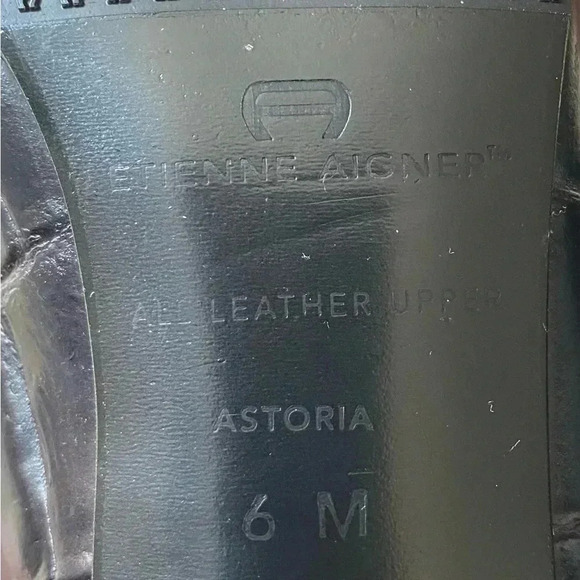 ETIENNE AIGNER™
ALL LEATHER UPPER
ASTORIA
6 M